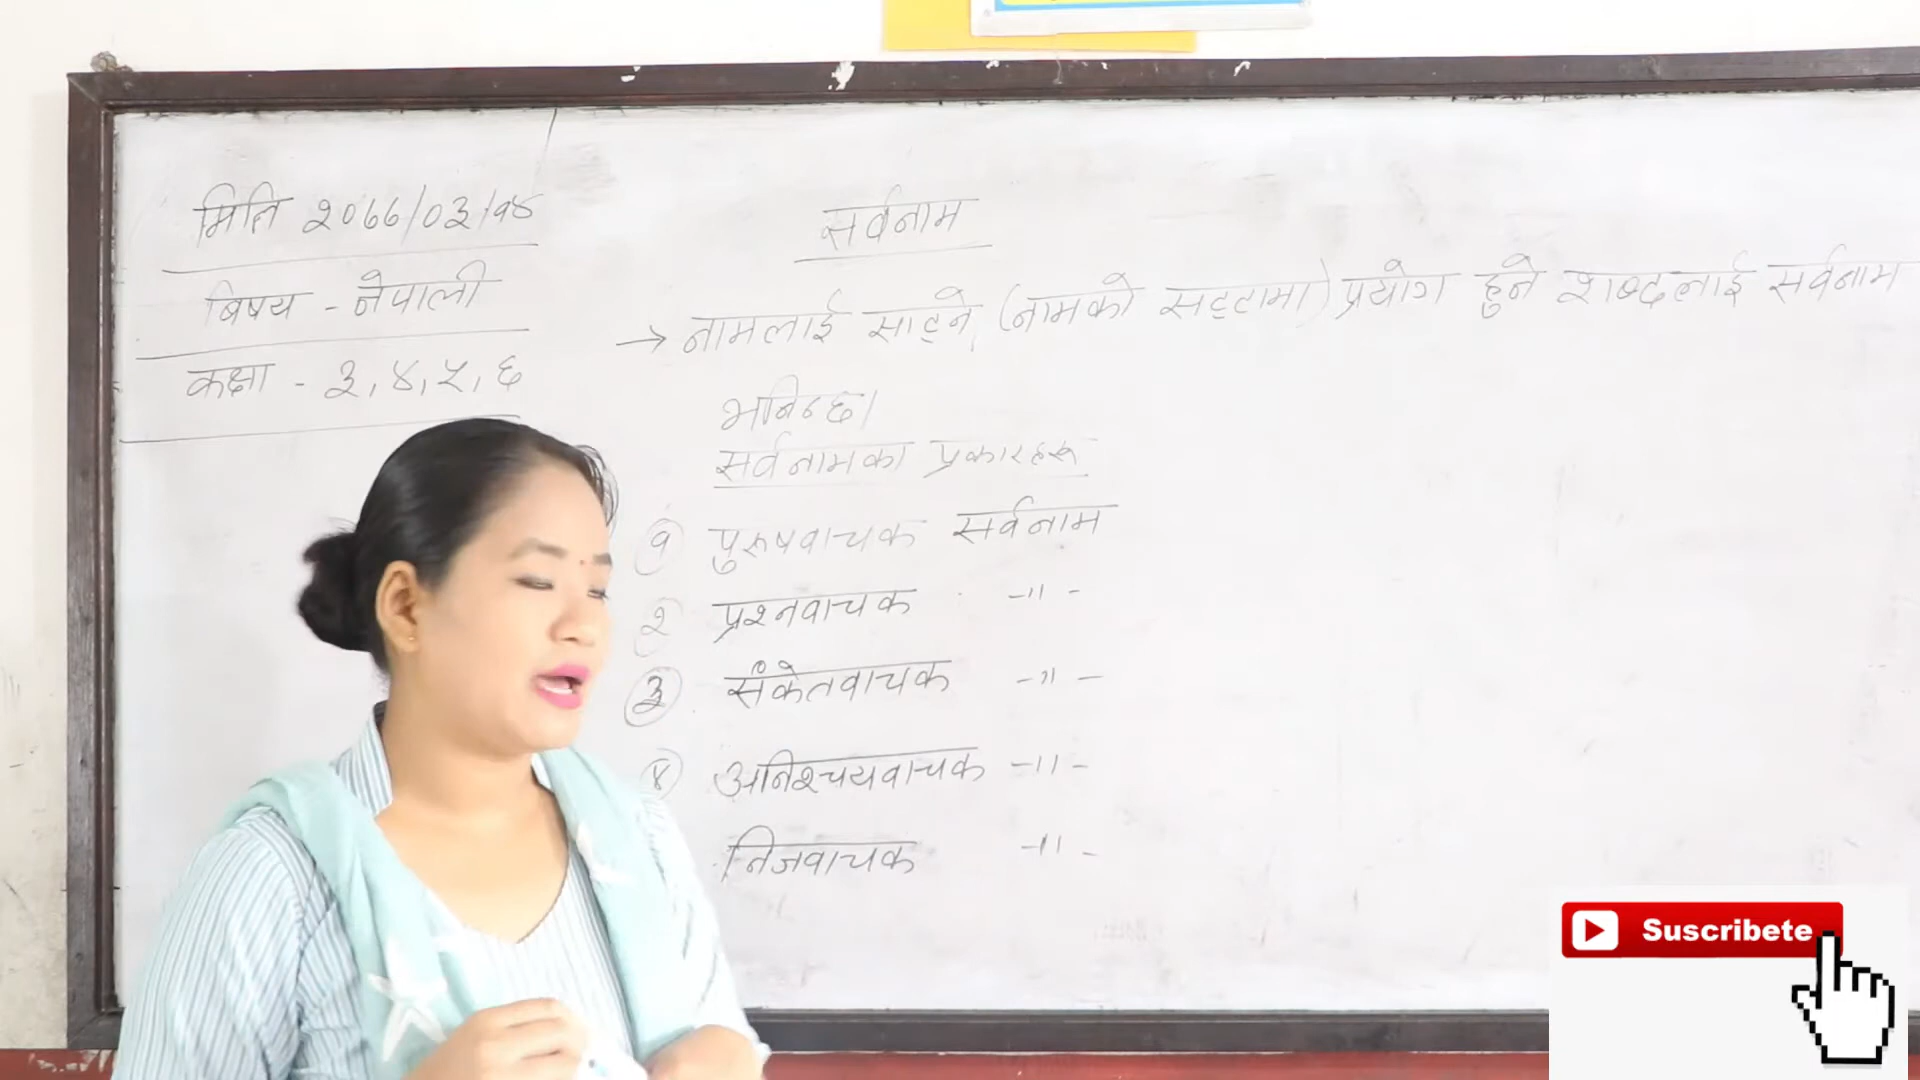 मिति २०७७/०३/१८
बिषय - नेपाली
कक्षा - ३, ४, ५, ६
सर्वनाम
→ नामलाई साट्ने (नामको सट्टामा) प्रयोग हुने शब्दलाई सर्वनाम
भनिन्छ।
सर्वनामका प्रकारहरू
१ पुरुषवाचक सर्वनाम
२ प्रश्नवाचक -"-
३ संकेतवाचक -"-
४ अनिश्चयवाचक -"-
निजवाचक -"-
Suscribete